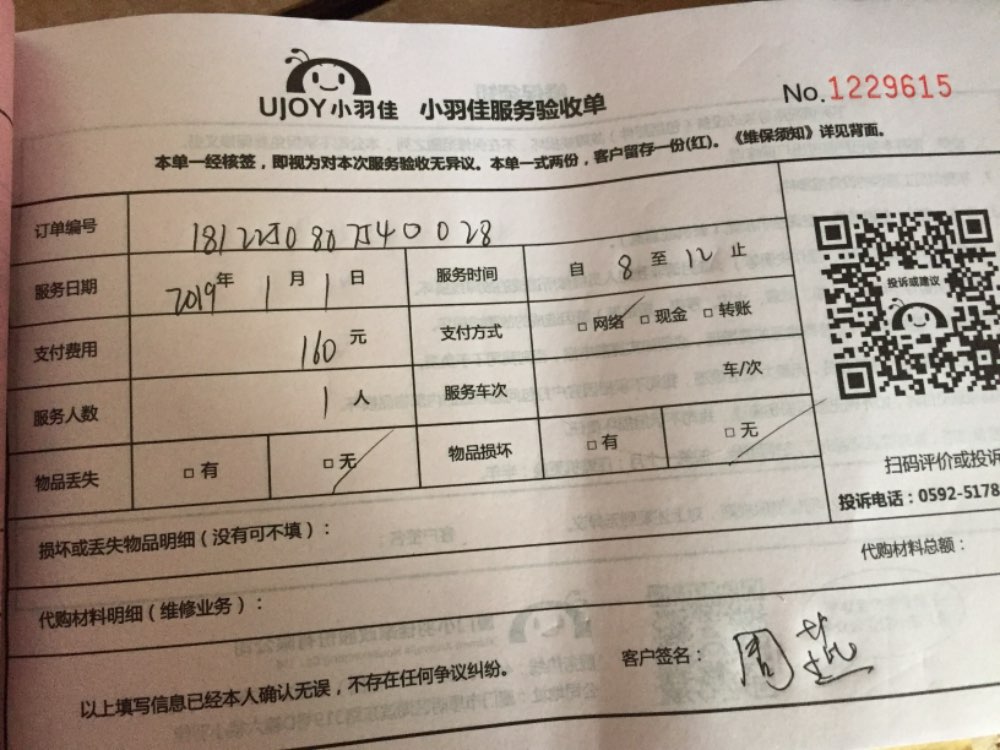 UJOY小羽佳 小羽佳服务验收单 No.1229615
本单一经核签，即视为对本次服务验收无异议。本单一式两份，客户留存一份(红)。《维保须知》详见背面。
订单编号
服务日期 2019年 1月 1日 服务时间 自 8 至 12 止
支付费用 160 元 支付方式 □ 网络 □ 现金 □ 转账
服务人数 1 人 服务车次 车/次
物品丢失 □ 有 □ 无 物品损坏 □ 有 □ 无
投诉或建议
扫码评价或投诉
投诉电话：0592-5178
损坏或丢失物品明细（没有可不填）：
代购材料明细（维修业务）： 代购材料总额：
以上填写信息已经本人确认无误，不存在任何争议纠纷。 客户签名：周